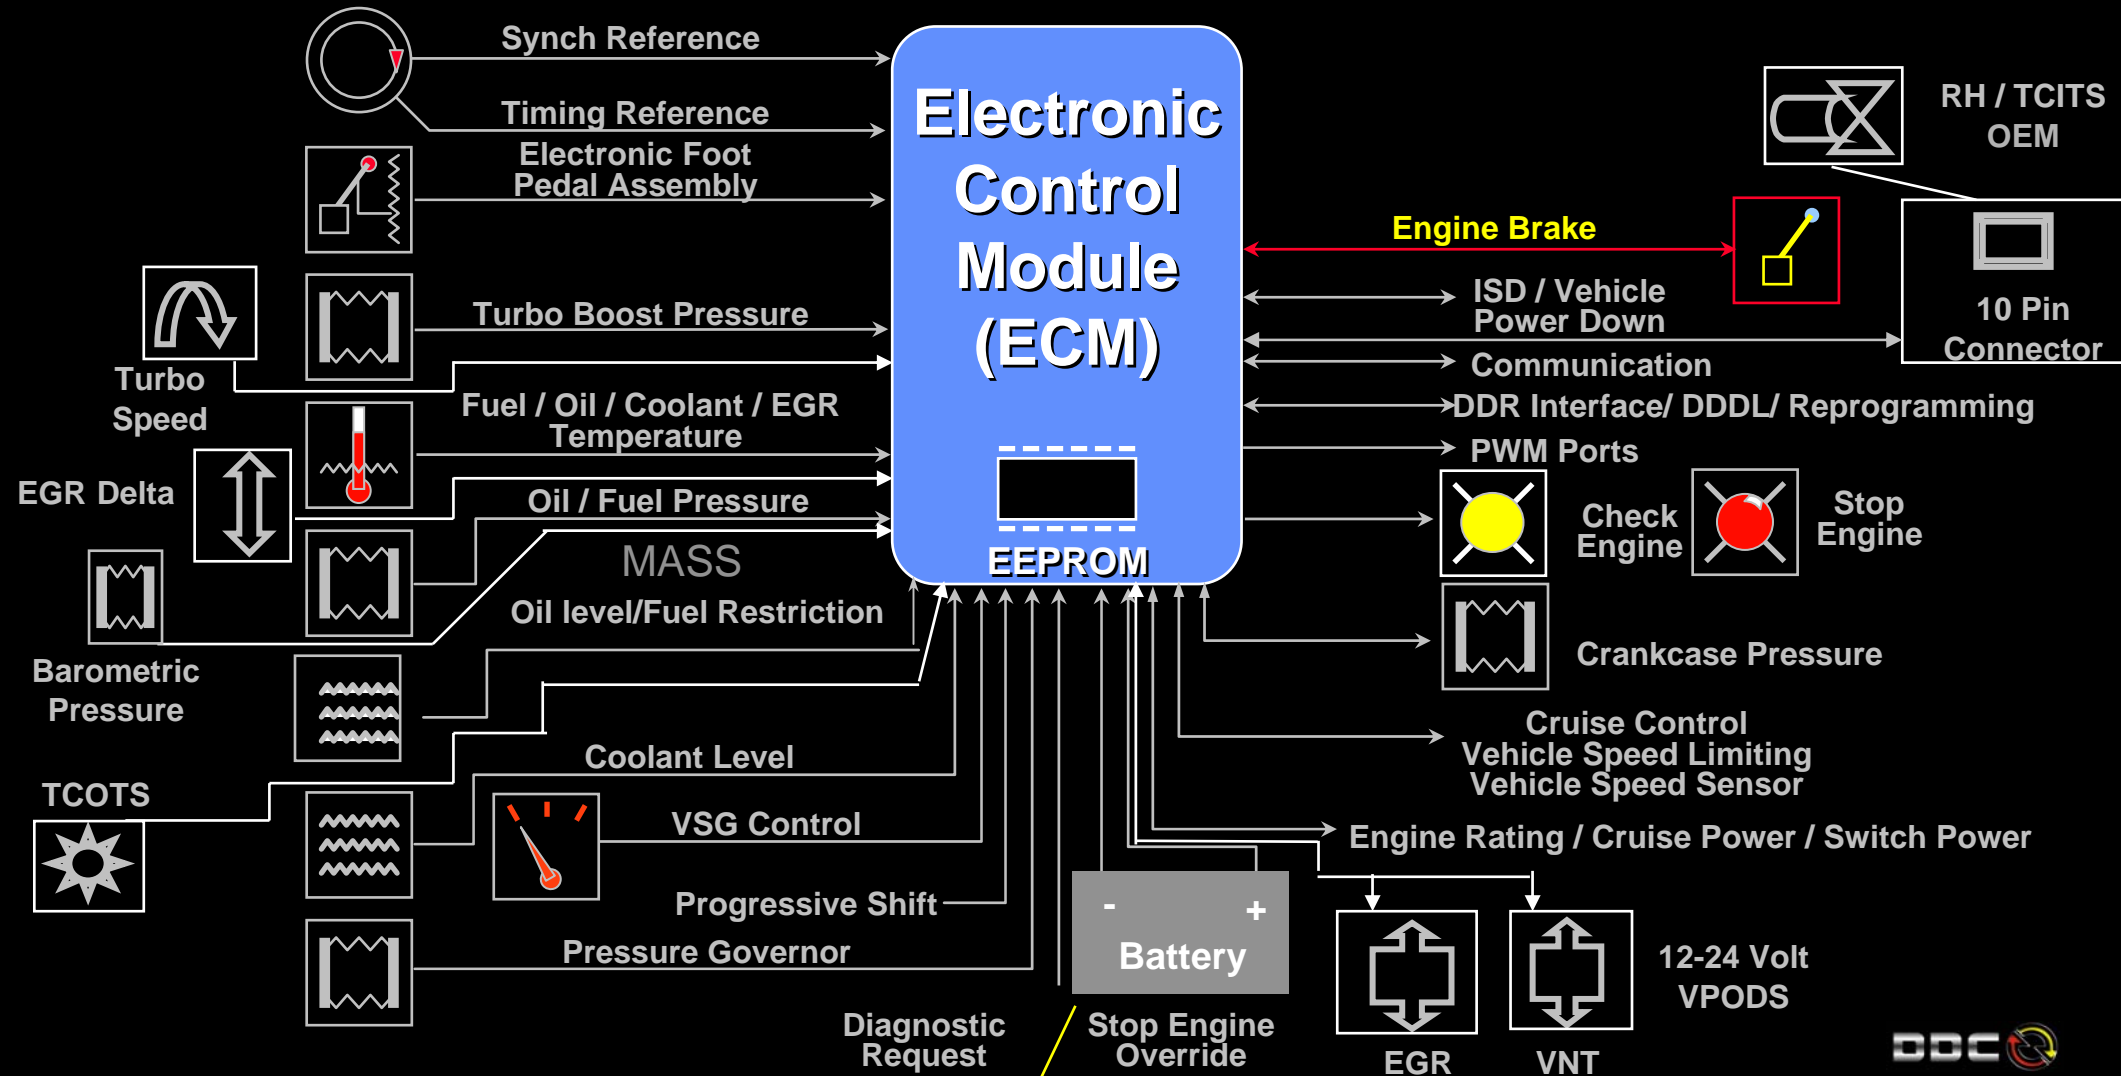 Synch Reference
Timing Reference
Electronic Foot
Pedal Assembly
Turbo Boost Pressure
Turbo
Speed
Fuel / Oil / Coolant / EGR
Temperature
EGR Delta
Oil / Fuel Pressure
MASS
Oil level/Fuel Restriction
Barometric
Pressure
Coolant Level
TCOTS
VSG Control
Progressive Shift
Pressure Governor
Diagnostic
Request
Stop Engine
Override
Electronic
Control
Module
(ECM)
EEPROM
- +
Battery
RH / TCITS
OEM
Engine Brake
10 Pin
Connector
ISD / Vehicle
Power Down
Communication
DDR Interface/ DDDL/ Reprogramming
PWM Ports
Check
Engine
Stop
Engine
Crankcase Pressure
Cruise Control
Vehicle Speed Limiting
Vehicle Speed Sensor
Engine Rating / Cruise Power / Switch Power
12-24 Volt
VPODS
EGR
VNT
DDC